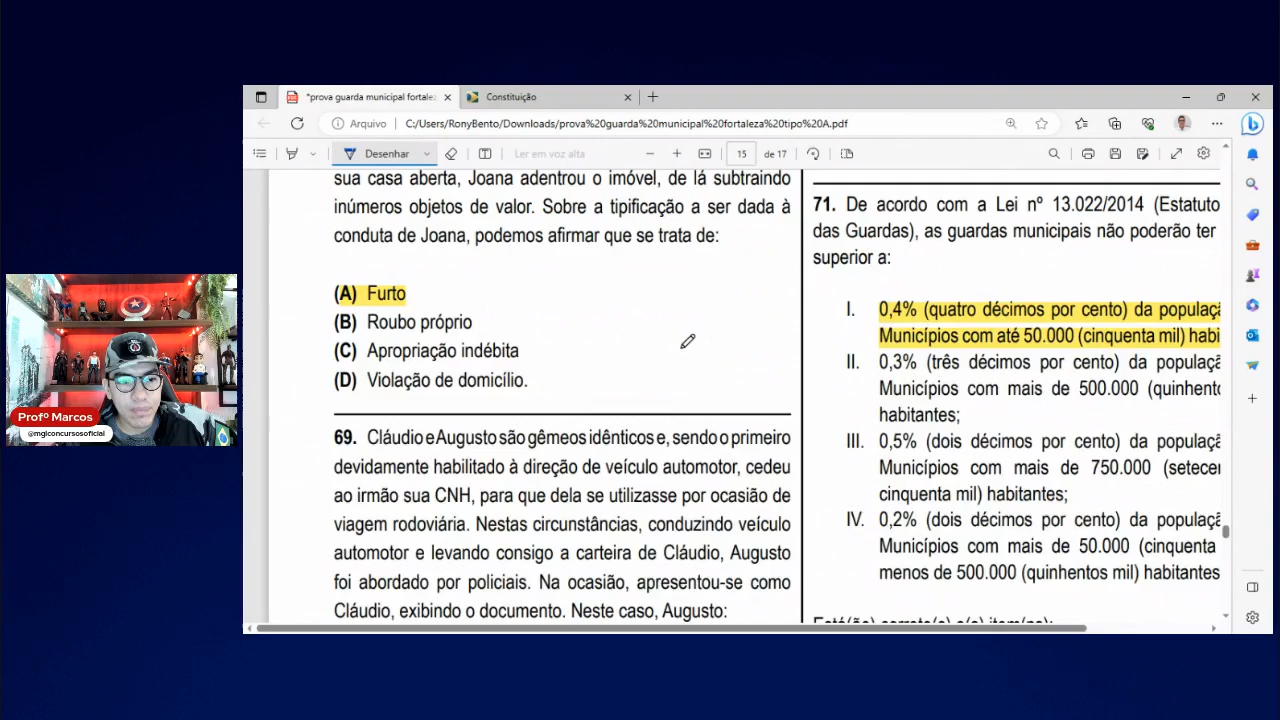 *prova guarda municipal fortale
Constituição
Arquivo
C:/Users/RonyBento/Downloads/prova%20guarda%20municipal%20fortaleza%20tipo%20A.pdf
Desenhar
Ler em voz alta
15
de 17
sua casa aberta, Joana adentrou o imóvel, de lá subtraindo
inúmeros objetos de valor. Sobre a tipificação a ser dada à
conduta de Joana, podemos afirmar que se trata de:
(A) Furto
(B) Roubo próprio
(C) Apropriação indébita
(D) Violação de domicílio.
69. Cláudio e Augusto são gêmeos idênticos e, sendo o primeiro
devidamente habilitado à direção de veículo automotor, cedeu
ao irmão sua CNH, para que dela se utilizasse por ocasião de
viagem rodoviária. Nestas circunstâncias, conduzindo veículo
automotor e levando consigo a carteira de Cláudio, Augusto
foi abordado por policiais. Na ocasião, apresentou-se como
Cláudio, exibindo o documento. Neste caso, Augusto:
71. De acordo com a Lei nº 13.022/2014 (Estatuto
das Guardas), as guardas municipais não poderão ter
superior a:
I. 0,4% (quatro décimos por cento) da populaçã
Municípios com até 50.000 (cinquenta mil) habi
II. 0,3% (três décimos por cento) da populaçã
Municípios com mais de 500.000 (quinhento
habitantes;
III. 0,5% (dois décimos por cento) da populaçã
Municípios com mais de 750.000 (setecen
cinquenta mil) habitantes;
IV. 0,2% (dois décimos por cento) da populaçã
Municípios com mais de 50.000 (cinquenta
menos de 500.000 (quinhentos mil) habitantes
Está(ão) correto(s) o(s) item(ns):
Profº Marcos
@mglconcursosoficial